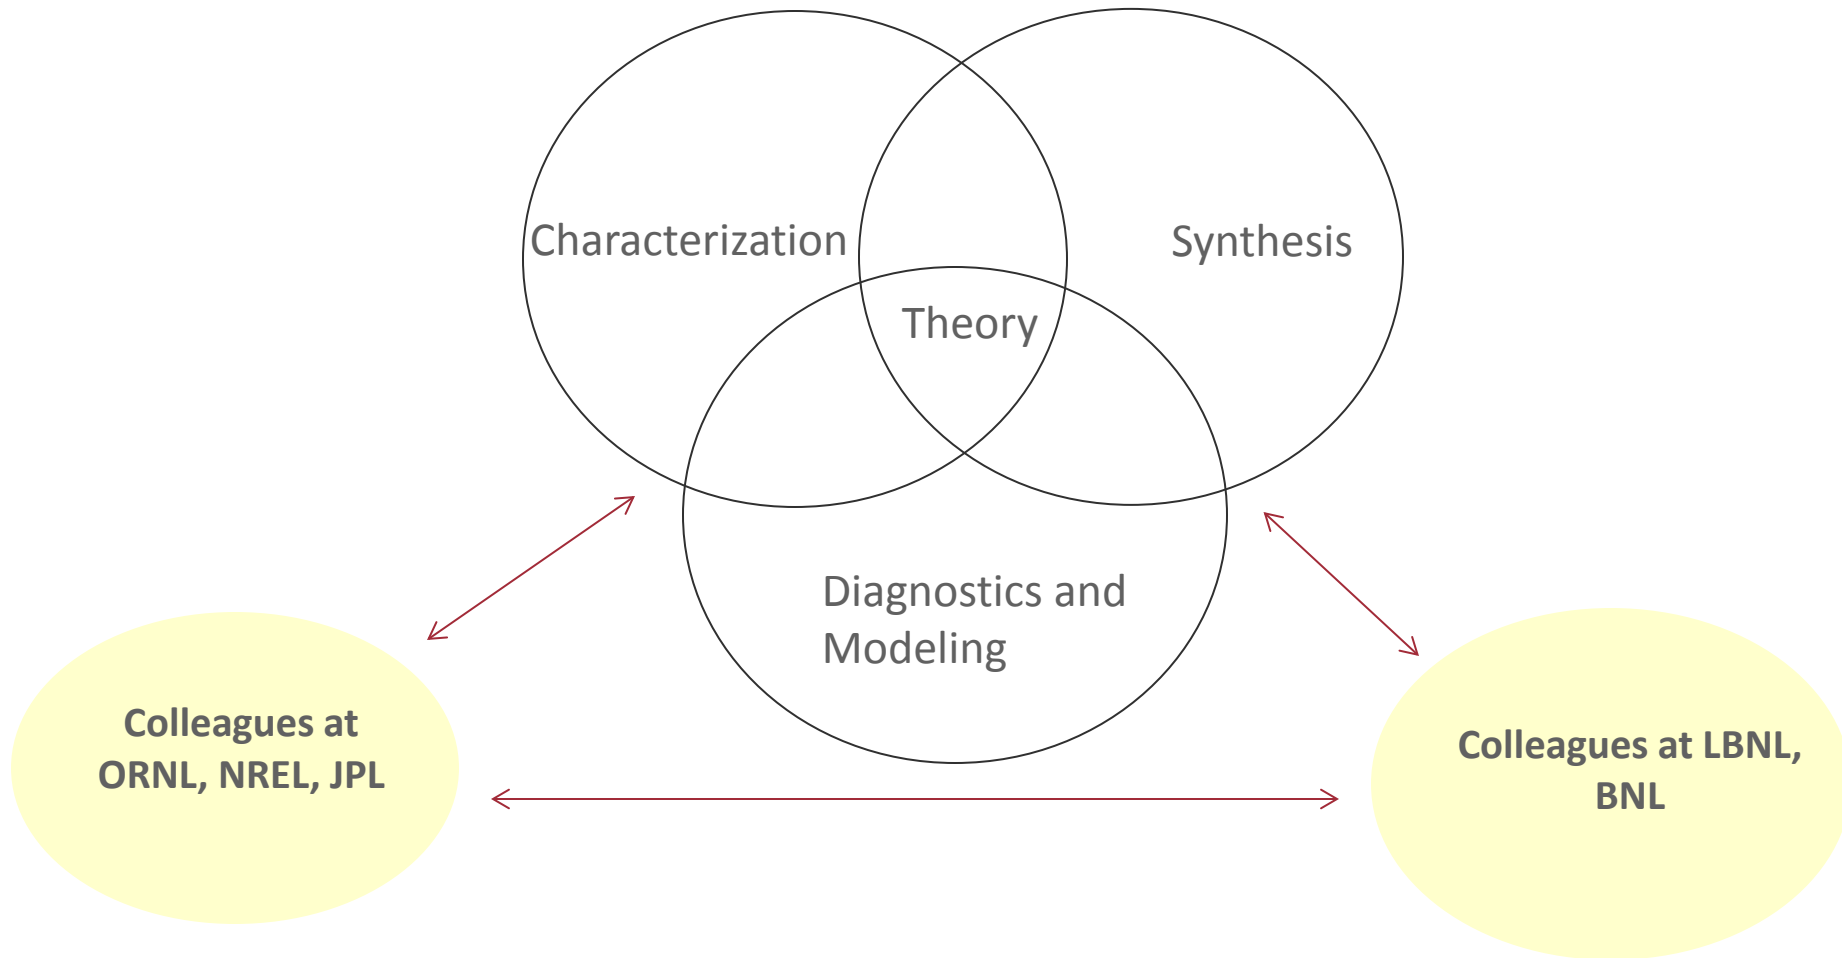 Characterization
Synthesis
Theory
Diagnostics and
Modeling
Colleagues at
ORNL, NREL, JPL
Colleagues at LBNL,
BNL